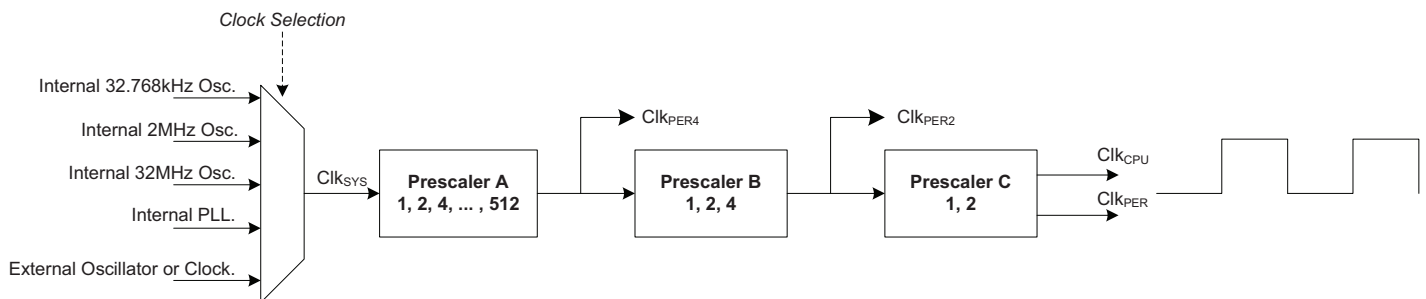 Clock Selection
Internal 32.768kHz Osc.
Internal 2MHz Osc.
Internal 32MHz Osc.
Internal PLL.
External Oscillator or Clock.
ClkSYS
Prescaler A
1, 2, 4, ... , 512
ClkPER4
Prescaler B
1, 2, 4
ClkPER2
Prescaler C
1, 2
ClkCPU
ClkPER